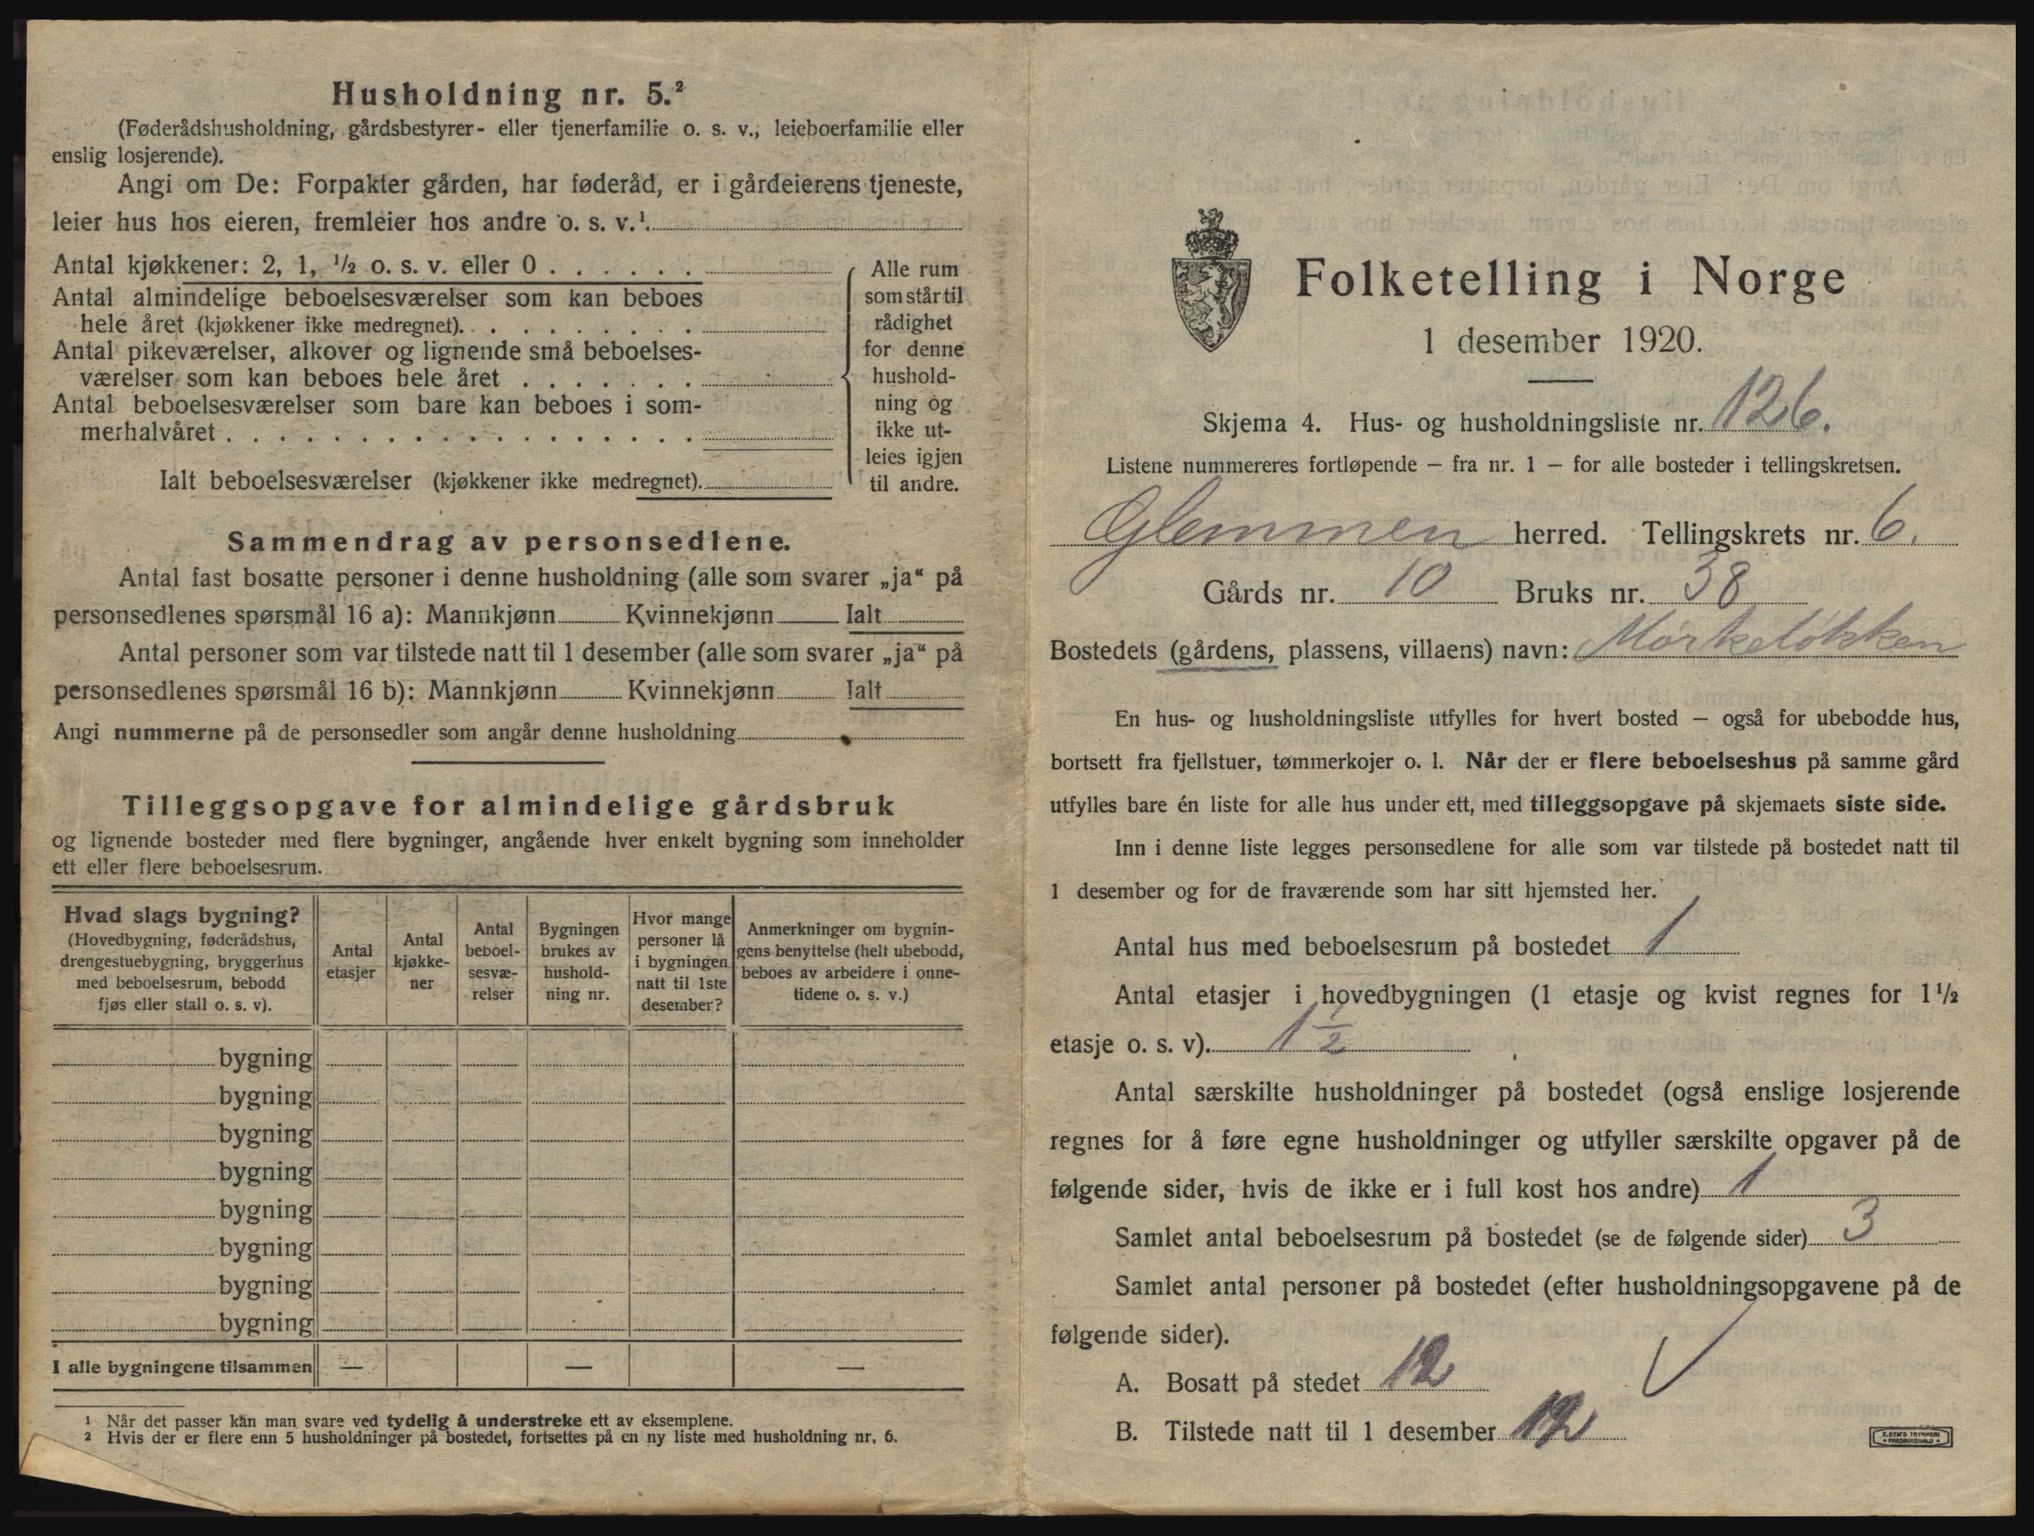 Husholdning nr. 5.²
(Føderådshusholdning, gårdsbestyrer- eller tjenerfamilie o. s. v., leieboerfamilie eller
enslig losjerende).
Angi om De: Forpakter gården, har føderåd, er i gårdeierens tjeneste,
leier hus hos eieren, fremleier hos andre o. s. v.¹.
Antal kjøkkener: 2, 1, ½ o. s. v. eller 0 . . . . . .
Antal almindelige beboelsesværelser som kan beboes
hele året (kjøkkener ikke medregnet). . . . . . . . .
Antal pikeværelser, alkover og lignende små beboelses-
værelser som kan beboes hele året . . . . . . .
Antal beboelsesværelser som bare kan beboes i som-
merhalvåret . . . . . . . . . . . . . . . . . .
Ialt beboelsesværelser (kjøkkener ikke medregnet).
Alle rum
som står til
rådighet
for denne
hushold-
ning og
ikke ut-
leies igjen
til andre.
Sammendrag av personsedlene.
Antal fast bosatte personer i denne husholdning (alle som svarer „ja“ på
personsedlenes spørsmål 16 a): Mannkjønn Kvinnekjønn Ialt
Antal personer som var tilstede natt til 1 desember (alle som svarer „ja“ på
personsedlenes spørsmål 16 b): Mannkjønn Kvinnekjønn Ialt
Angi nummerne på de personsedler som angår denne husholdning
Tilleggsopgave for almindelige gårdsbruk
og lignende bosteder med flere bygninger, angående hver enkelt bygning som inneholder
ett eller flere beboelsesrum.
Hvad slags bygning?
(Hovedbygning, føderådshus,
drengestuebygning, bryggerhus
med beboelsesrum, bebodd
fjøs eller stall o. s. v).
Antal
etasjer
Antal
kjøkke-
ner
Antal
beboel-
sesvæ-
relser
Bygningen
brukes av
hushold-
ning nr.
Hvor mange
personer lå
i bygningen
natt til 1ste
desember?
Anmerkninger om bygnin-
gens benyttelse (helt ubebodd,
beboes av arbeidere i onne-
tidene o. s. v.)
bygning
bygning
bygning
bygning
bygning
bygning
bygning
bygning
I alle bygningene tilsammen — — —
¹ Når det passer kan man svare ved tydelig å understreke ett av eksemplene.
² Hvis der er flere enn 5 husholdninger på bostedet, fortsettes på en ny liste med husholdning nr. 6.
Folketelling i Norge
1 desember 1920.
Skjema 4. Hus- og husholdningsliste nr. 126.
Listene nummereres fortløpende — fra nr. 1 — for alle bosteder i tellingskretsen.
Glemmen herred. Tellingskrets nr. 6.
Gårds nr. 10 Bruks nr. 38
Bostedets (gårdens, plassens, villaens) navn: Mørkeløkken
En hus- og husholdningsliste utfylles for hvert bosted — også for ubebodde hus,
bortsett fra fjellstuer, tømmerkojer o. l. Når der er flere beboelseshus på samme gård
utfylles bare én liste for alle hus under ett, med tilleggsopgave på skjemaets siste side.
Inn i denne liste legges personsedlene for alle som var tilstede på bostedet natt til
1 desember og for de fraværende som har sitt hjemsted her.
Antal hus med beboelsesrum på bostedet 1
Antal etasjer i hovedbygningen (1 etasje og kvist regnes for 1½
etasje o. s. v). 1½
Antal særskilte husholdninger på bostedet (også enslige losjerende
regnes for å føre egne husholdninger og utfyller særskilte opgaver på de
følgende sider, hvis de ikke er i full kost hos andre) 1
Samlet antal beboelsesrum på bostedet (se de følgende sider) 3
Samlet antal personer på bostedet (efter husholdningsopgavene på de
følgende sider).
A. Bosatt på stedet 12
B. Tilstede natt til 1 desember 12
E. SEM'S TRYKKERI
FREDRIKSHALD